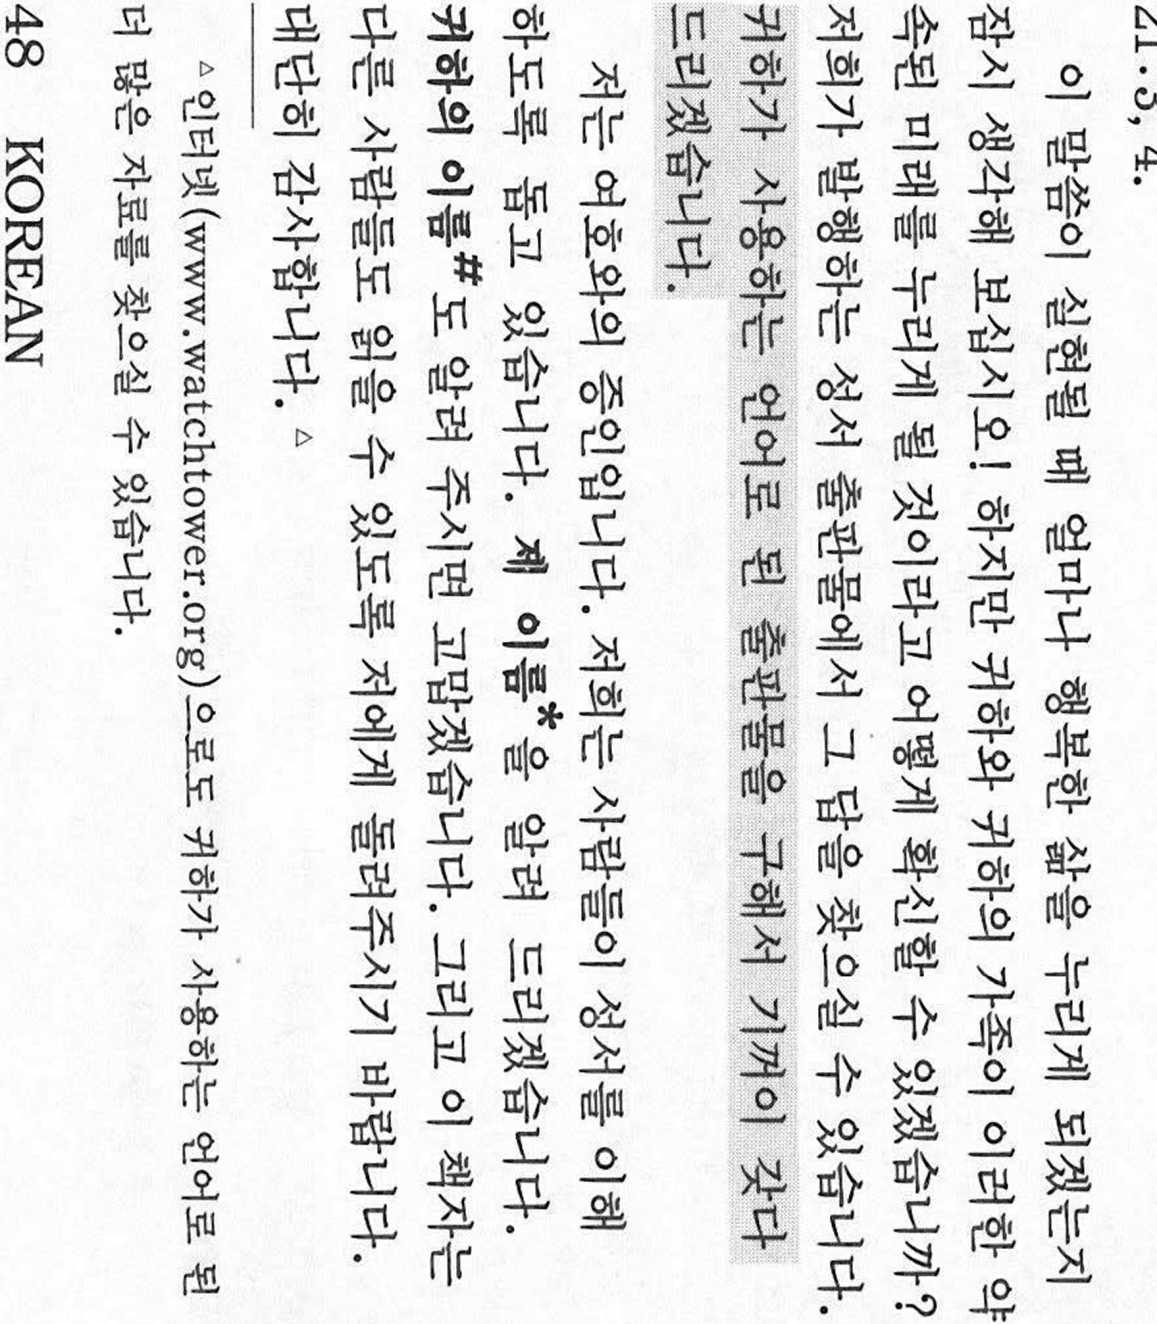 21:3, 4.
이 말씀이 실현될 때 얼마나 행복한 삶을 누리게 되겠는지
잠시 생각해 보십시오! 하지만 귀하와 귀하의 가족이 이러한 약
속된 미래를 누리게 될 것이라고 어떻게 확신할 수 있겠습니까?
저희가 발행하는 성서 출판물에서 그 답을 찾으실 수 있습니다.
귀하가 사용하는 언어로 된 출판물을 구해서 기꺼이 갖다
드리겠습니다.
저는 여호와의 증인입니다. 저희는 사람들이 성서를 이해
하도록 돕고 있습니다. 제 이름*을 알려 드리겠습니다.
귀하의 이름#도 알려 주시면 고맙겠습니다. 그리고 이 책자는
다른 사람들도 읽을 수 있도록 저에게 돌려주시기 바랍니다.
대단히 감사합니다. △
△인터넷(www.watchtower.org)으로도 귀하가 사용하는 언어로 된
더 많은 자료를 찾으실 수 있습니다.
48 KOREAN